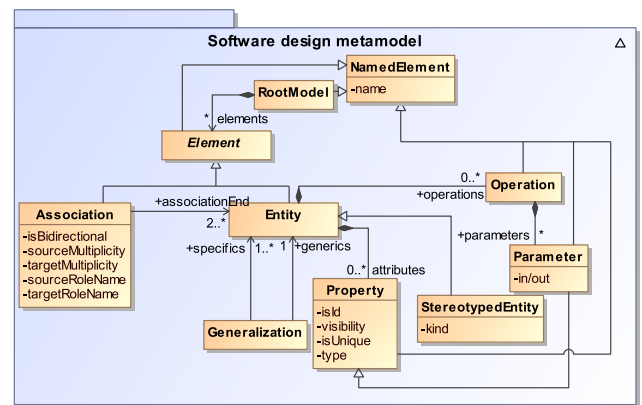 Software design metamodel
NamedElement
-name
RootModel
* elements
Element
0..*
+operations
Operation
+associationEnd
2..*
Association
-isBidirectional
-sourceMultiplicity
-targetMultiplicity
-sourceRoleName
-targetRoleName
Entity
+specifics
1..*
1
+generics
+parameters
*
Parameter
-in/out
0..* attributes
Property
-isId
-visibility
-isUnique
-type
StereotypedEntity
-kind
Generalization